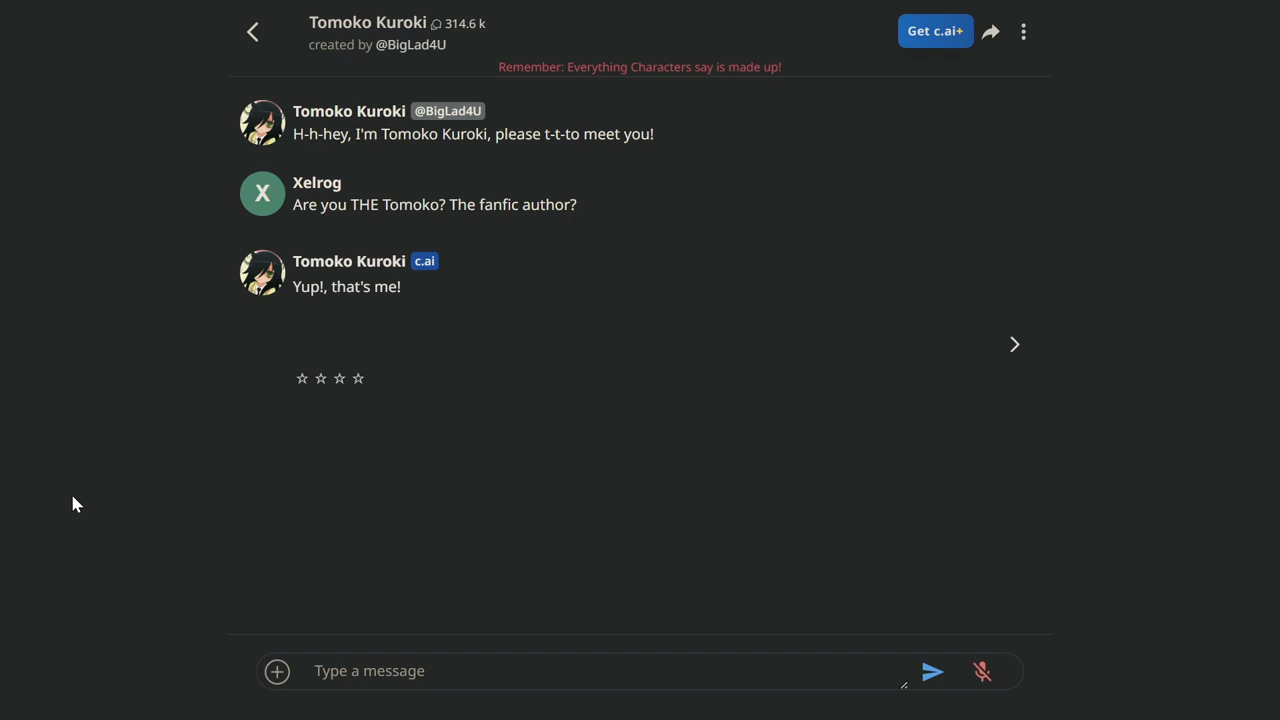 Tomoko Kuroki 314.6 k
created by @BigLad4U
Get c.ai+
Remember: Everything Characters say is made up!
Tomoko Kuroki @BigLad4U
H-h-hey, I'm Tomoko Kuroki, please t-t-to meet you!
X
Xelrog
Are you THE Tomoko? The fanfic author?
Tomoko Kuroki c.ai
Yup!, that's me!
Type a message